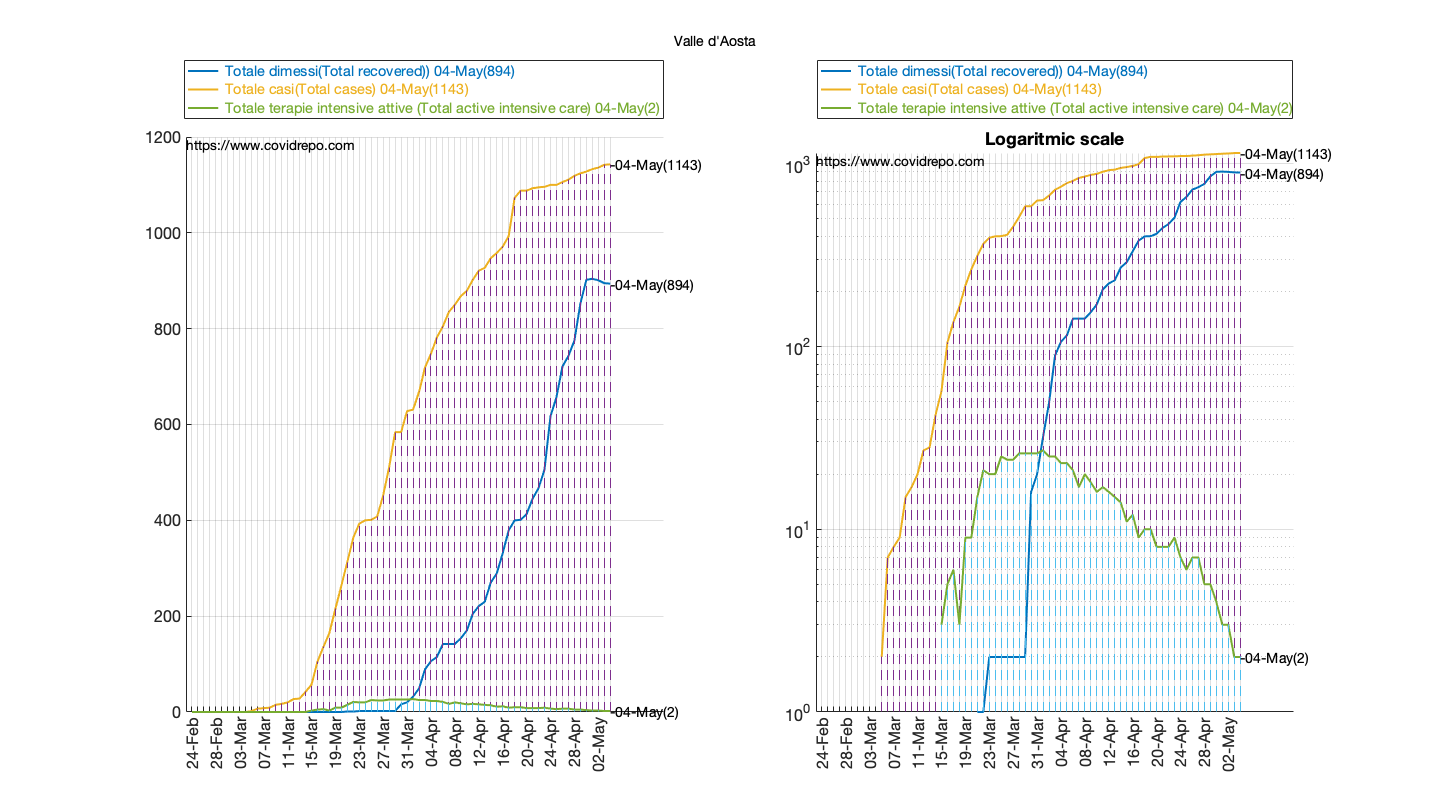 Valle d'Aosta
Totale dimessi(Total recovered)) 04-May(894)
Totale casi(Total cases) 04-May(1143)
Totale terapie intensive attive (Total active intensive care) 04-May(2)
1200
1000
800
600
400
200
0
https://www.covidrepo.com
04-May(1143)
04-May(894)
04-May(2)
24-Feb
28-Feb
03-Mar
07-Mar
11-Mar
15-Mar
19-Mar
23-Mar
27-Mar
31-Mar
04-Apr
08-Apr
12-Apr
16-Apr
20-Apr
24-Apr
28-Apr
02-May
Totale dimessi(Total recovered)) 04-May(894)
Totale casi(Total cases) 04-May(1143)
Totale terapie intensive attive (Total active intensive care) 04-May(2)
Logaritmic scale
https://www.covidrepo.com
10^3
10^2
10^1
10^0
04-May(1143)
04-May(894)
04-May(2)
24-Feb
28-Feb
03-Mar
07-Mar
11-Mar
15-Mar
19-Mar
23-Mar
27-Mar
31-Mar
04-Apr
08-Apr
12-Apr
16-Apr
20-Apr
24-Apr
28-Apr
02-May